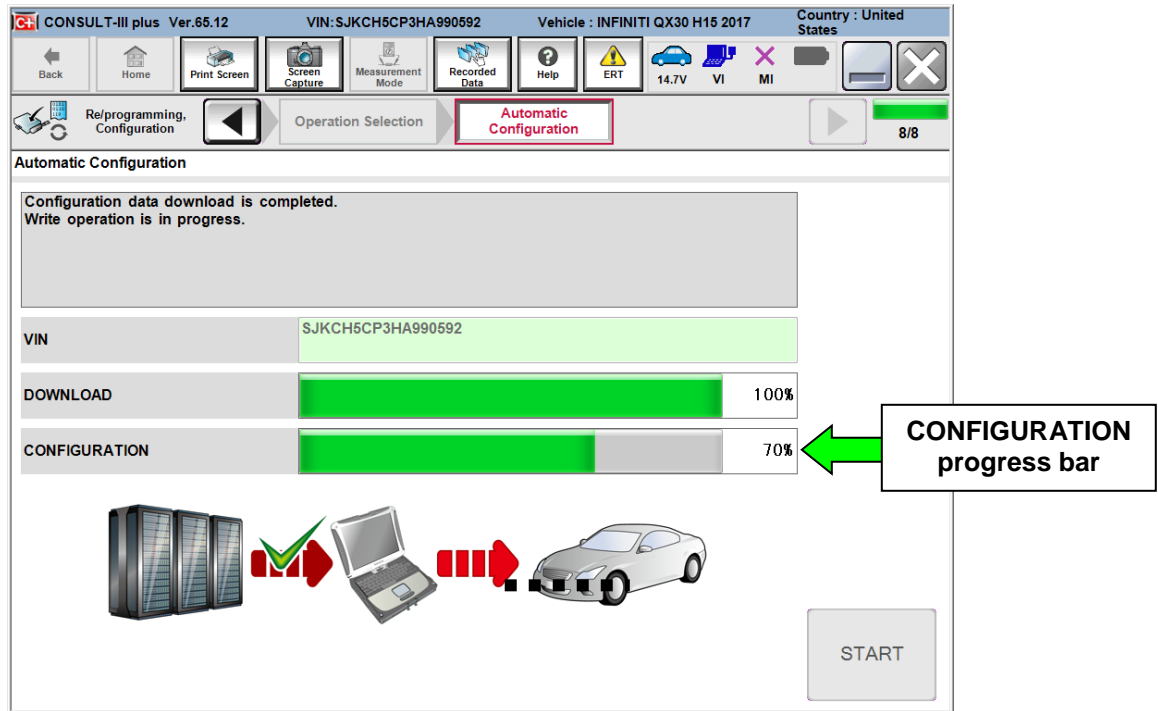 C+ CONSULT-III plus Ver.65.12 VIN:SJKCH5CP3HA990592 Vehicle : INFINITI QX30 H15 2017 Country : United
States
Back Home Print Screen Screen
Capture Measurement
Mode Recorded
Data Help ERT 14.7V VI MI
Re/programming,
Configuration Operation Selection Automatic
Configuration 8/8
Automatic Configuration
Configuration data download is completed.
Write operation is in progress.
VIN SJKCH5CP3HA990592
DOWNLOAD 100%
CONFIGURATION 70%
CONFIGURATION
progress bar
START